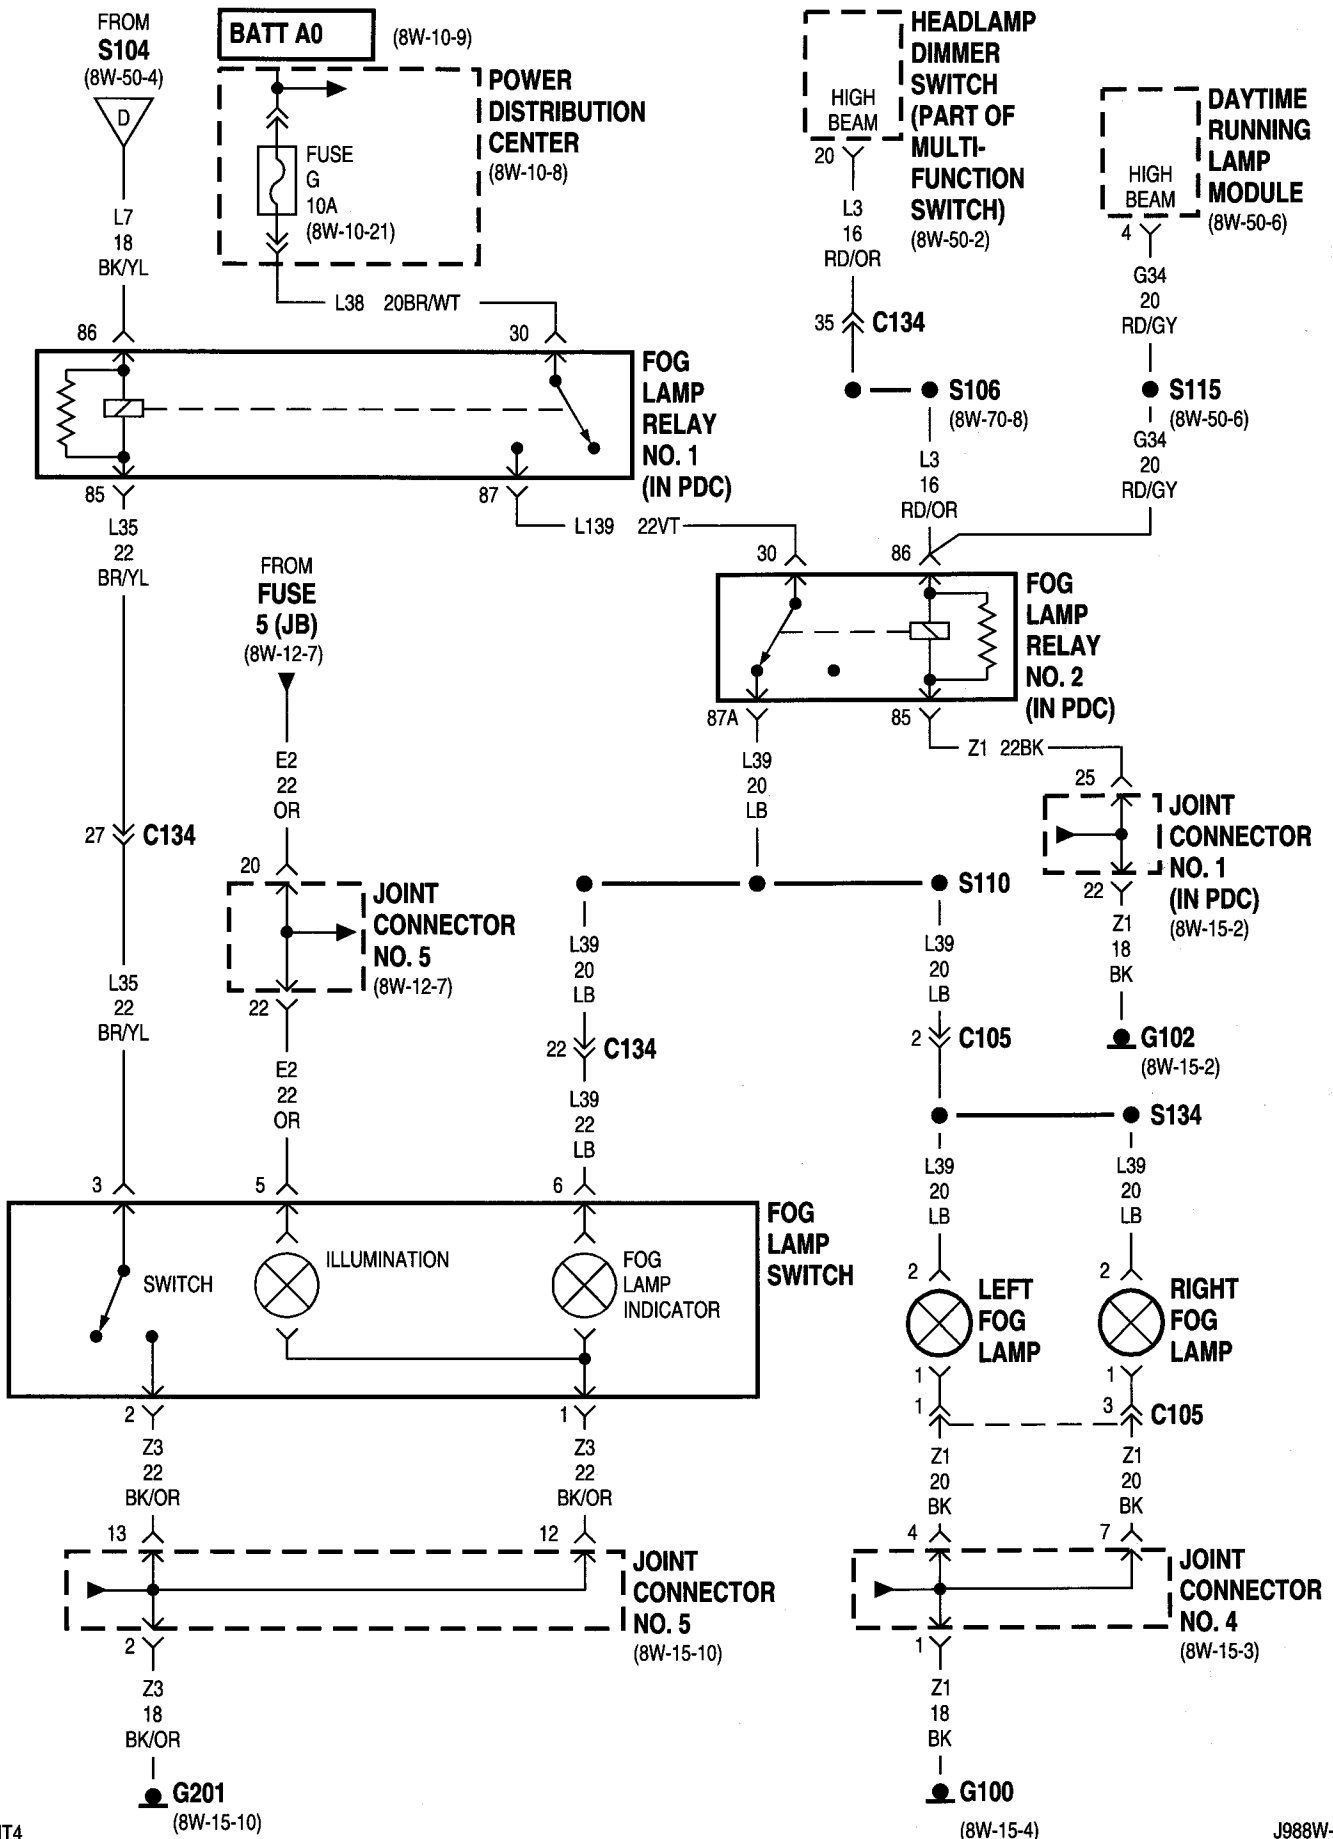 FROM
S104
(8W-50-4)
D
L7
18
BK/YL
86
BATT A0
(8W-10-9)
POWER
DISTRIBUTION
CENTER
(8W-10-8)
FUSE
G
10A
(8W-10-21)
L38 20BR/WT
30
HEADLAMP
DIMMER
SWITCH
(PART OF
MULTI-
FUNCTION
SWITCH)
(8W-50-2)
HIGH
BEAM
20
L3
16
RD/OR
35
C134
S106
(8W-70-8)
L3
16
RD/OR
DAYTIME
RUNNING
LAMP
MODULE
(8W-50-6)
HIGH
BEAM
4
G34
20
RD/GY
S115
(8W-50-6)
G34
20
RD/GY
FOG
LAMP
RELAY
NO. 1
(IN PDC)
85
87
L35
22
BR/YL
L139 22VT
30
86
FROM
FUSE
5 (JB)
(8W-12-7)
FOG
LAMP
RELAY
NO. 2
(IN PDC)
87A
85
E2
22
OR
L39
20
LB
Z1 22BK
25
JOINT
CONNECTOR
NO. 1
(IN PDC)
(8W-15-2)
22
Z1
18
BK
G102
(8W-15-2)
27
C134
20
JOINT
CONNECTOR
NO. 5
(8W-12-7)
22
S110
L39
20
LB
L39
20
LB
L35
22
BR/YL
E2
22
OR
22
C134
L39
22
LB
2
C105
S134
L39
20
LB
L39
20
LB
3
5
6
FOG
LAMP
SWITCH
SWITCH
ILLUMINATION
FOG
LAMP
INDICATOR
2
LEFT
FOG
LAMP
2
RIGHT
FOG
LAMP
1
1
1
3
C105
2
1
Z3
22
BK/OR
Z3
22
BK/OR
Z1
20
BK
Z1
20
BK
13
12
4
7
JOINT
CONNECTOR
NO. 5
(8W-15-10)
JOINT
CONNECTOR
NO. 4
(8W-15-3)
2
1
Z3
18
BK/OR
Z1
18
BK
G201
(8W-15-10)
G100
(8W-15-4)
J988W-